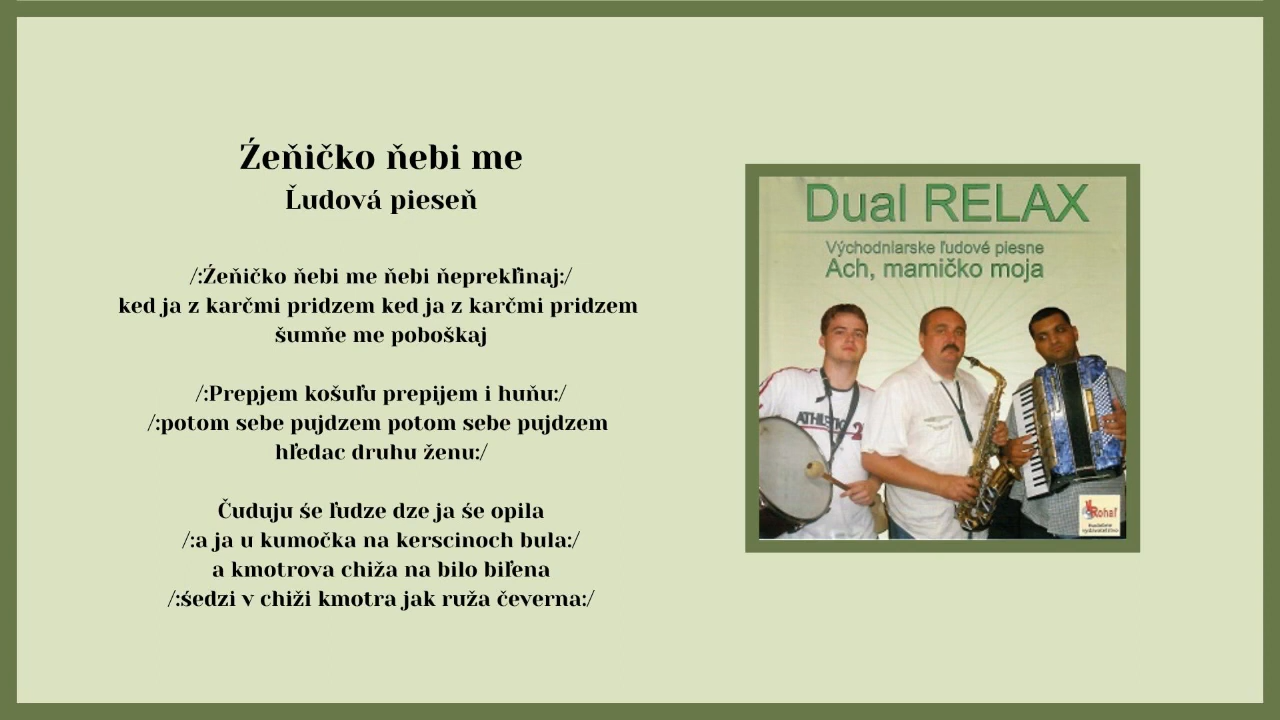 Źeňičko ňebi me
Ľudová pieseň
/:Źeňičko ňebi me ňebi ňeprekľinaj:/
ked ja z karčmi pridzem ked ja z karčmi pridzem
šumňe me poboškaj
/:Prepjem košuľu prepijem i huňu:/
/:potom sebe pujdzem potom sebe pujdzem
hľedac druhu ženu:/
Čuduju śe ľudze dze ja śe opila
/:a ja u kumočka na kerscinoch bula:/
a kmotrova chiža na bilo biľena
/:śedzi v chiži kmotra jak ruža čeverna:/
Dual RELAX
Východniarske ľudové piesne
Ach, mamičko moja
ATHLETIC 2
Rohaľ
Hudobné
vydavateľstvo